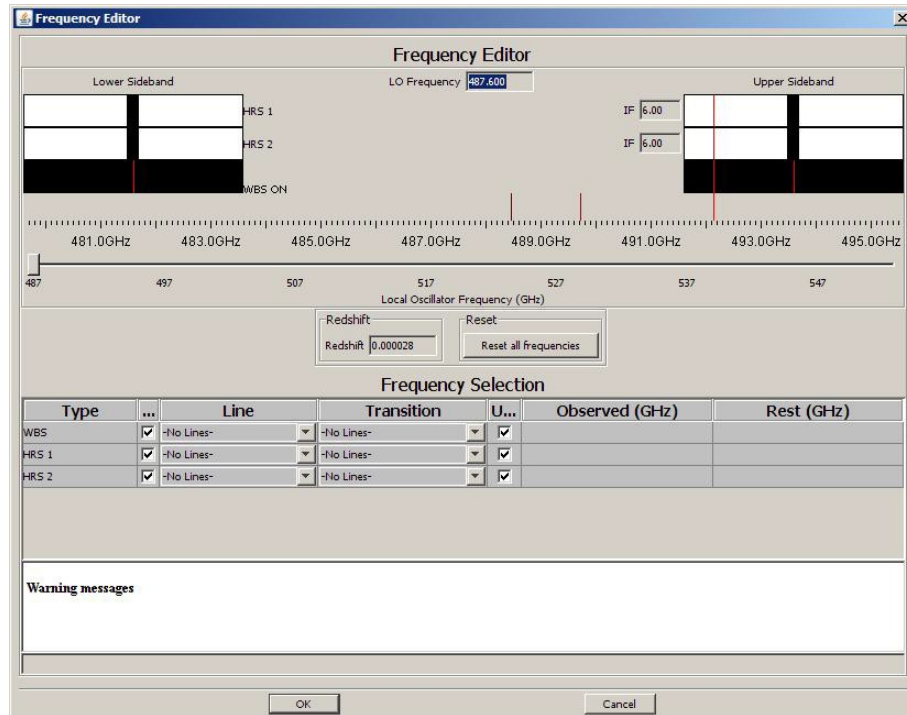 Frequency Editor
Frequency Editor
Lower Sideband
LO Frequency 487.600
Upper Sideband
HRS 1
IF 6.00
HRS 2
IF 6.00
WBS ON
481.0GHz 483.0GHz 485.0GHz 487.0GHz 489.0GHz 491.0GHz 493.0GHz 495.0GHz
487 497 507 517 527 537 547
Local Oscillator Frequency (GHz)
Redshift Reset
Redshift 0.000028 Reset all frequencies
Frequency Selection
Type ... Line Transition U... Observed (GHz) Rest (GHz)
WBS -No Lines- -No Lines-
HRS 1 -No Lines- -No Lines-
HRS 2 -No Lines- -No Lines-
Warning messages
OK Cancel